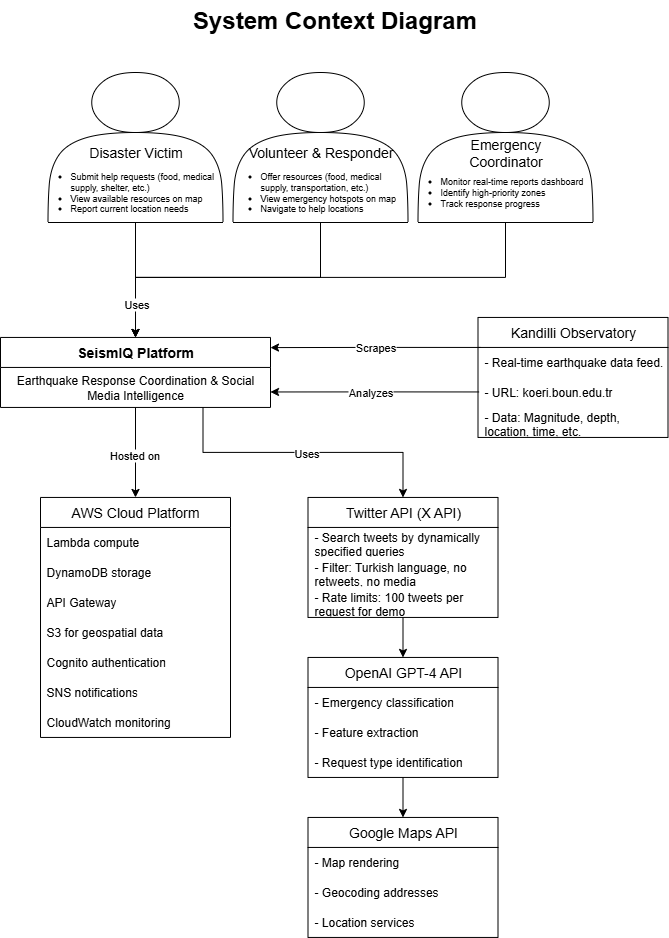 System Context Diagram
Disaster Victim
Submit help requests (food, medical
supply, shelter, etc.)
View available resources on map
Report current location needs
Volunteer & Responder
Offer resources (food, medical
supply, transportation, etc.)
View emergency hotspots on map
Navigate to help locations
Emergency
Coordinator
Monitor real-time reports dashboard
Identify high-priority zones
Track response progress
Uses
SeismIQ Platform
Earthquake Response Coordination & Social
Media Intelligence
Scrapes
Analyzes
Kandilli Observatory
- Real-time earthquake data feed.
- URL: koeri.boun.edu.tr
- Data: Magnitude, depth,
location, time, etc.
Hosted on
Uses
AWS Cloud Platform
Lambda compute
DynamoDB storage
API Gateway
S3 for geospatial data
Cognito authentication
SNS notifications
CloudWatch monitoring
Twitter API (X API)
- Search tweets by dynamically
specified queries
- Filter: Turkish language, no
retweets, no media
- Rate limits: 100 tweets per
request for demo
OpenAI GPT-4 API
- Emergency classification
- Feature extraction
- Request type identification
Google Maps API
- Map rendering
- Geocoding addresses
- Location services